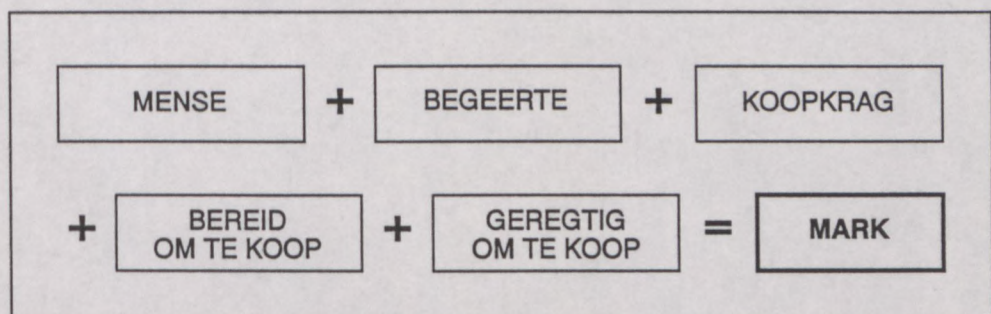 MENSE + BEGEERTE + KOOPKRAG
+ BEREID OM TE KOOP + GEREGTIG OM TE KOOP = MARK